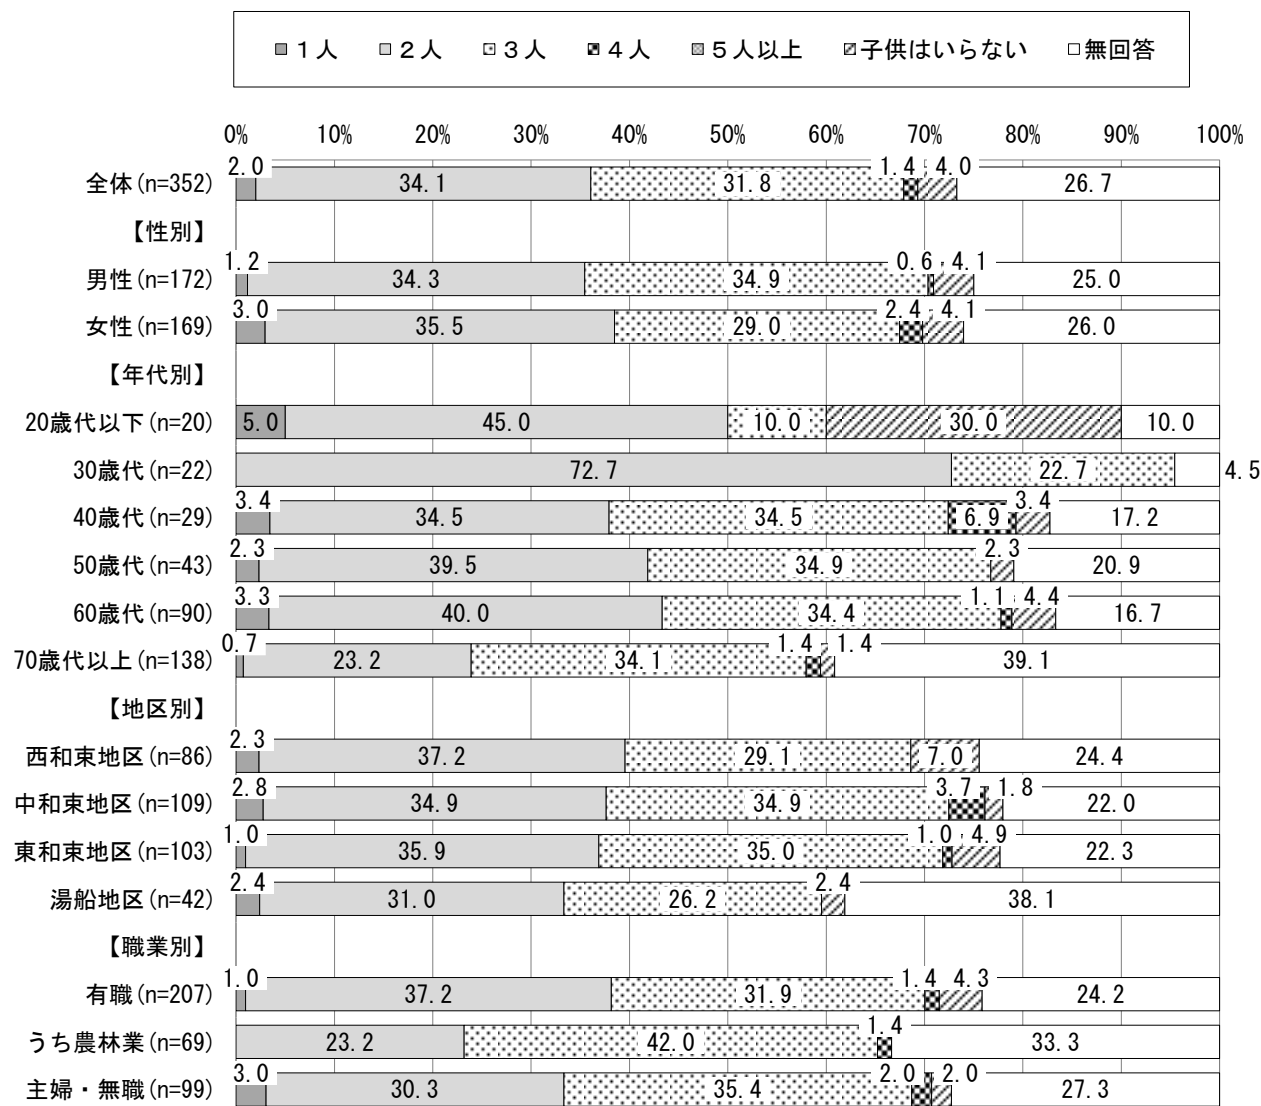 １人 ２人 ３人 ４人 ５人以上 子供はいらない 無回答
0% 10% 20% 30% 40% 50% 60% 70% 80% 90% 100%
全体(n=352) 2.0 34.1 31.8 1.4 4.0 26.7
【性別】
男性(n=172) 1.2 34.3 34.9 0.6 4.1 25.0
女性(n=169) 3.0 35.5 29.0 2.4 4.1 26.0
【年代別】
20歳代以下(n=20) 5.0 45.0 10.0 30.0 10.0
30歳代(n=22) 72.7 22.7 4.5
40歳代(n=29) 3.4 34.5 34.5 6.9 3.4 17.2
50歳代(n=43) 2.3 39.5 34.9 2.3 20.9
60歳代(n=90) 3.3 40.0 34.4 1.1 4.4 16.7
70歳代以上(n=138) 0.7 23.2 34.1 1.4 1.4 39.1
【地区別】
西和束地区(n=86) 2.3 37.2 29.1 7.0 24.4
中和束地区(n=109) 2.8 34.9 34.9 3.7 1.8 22.0
東和束地区(n=103) 1.0 35.9 35.0 1.0 4.9 22.3
湯船地区(n=42) 2.4 31.0 26.2 2.4 38.1
【職業別】
有職(n=207) 1.0 37.2 31.9 1.4 4.3 24.2
うち農林業(n=69) 23.2 42.0 1.4 33.3
主婦・無職(n=99) 3.0 30.3 35.4 2.0 2.0 27.3